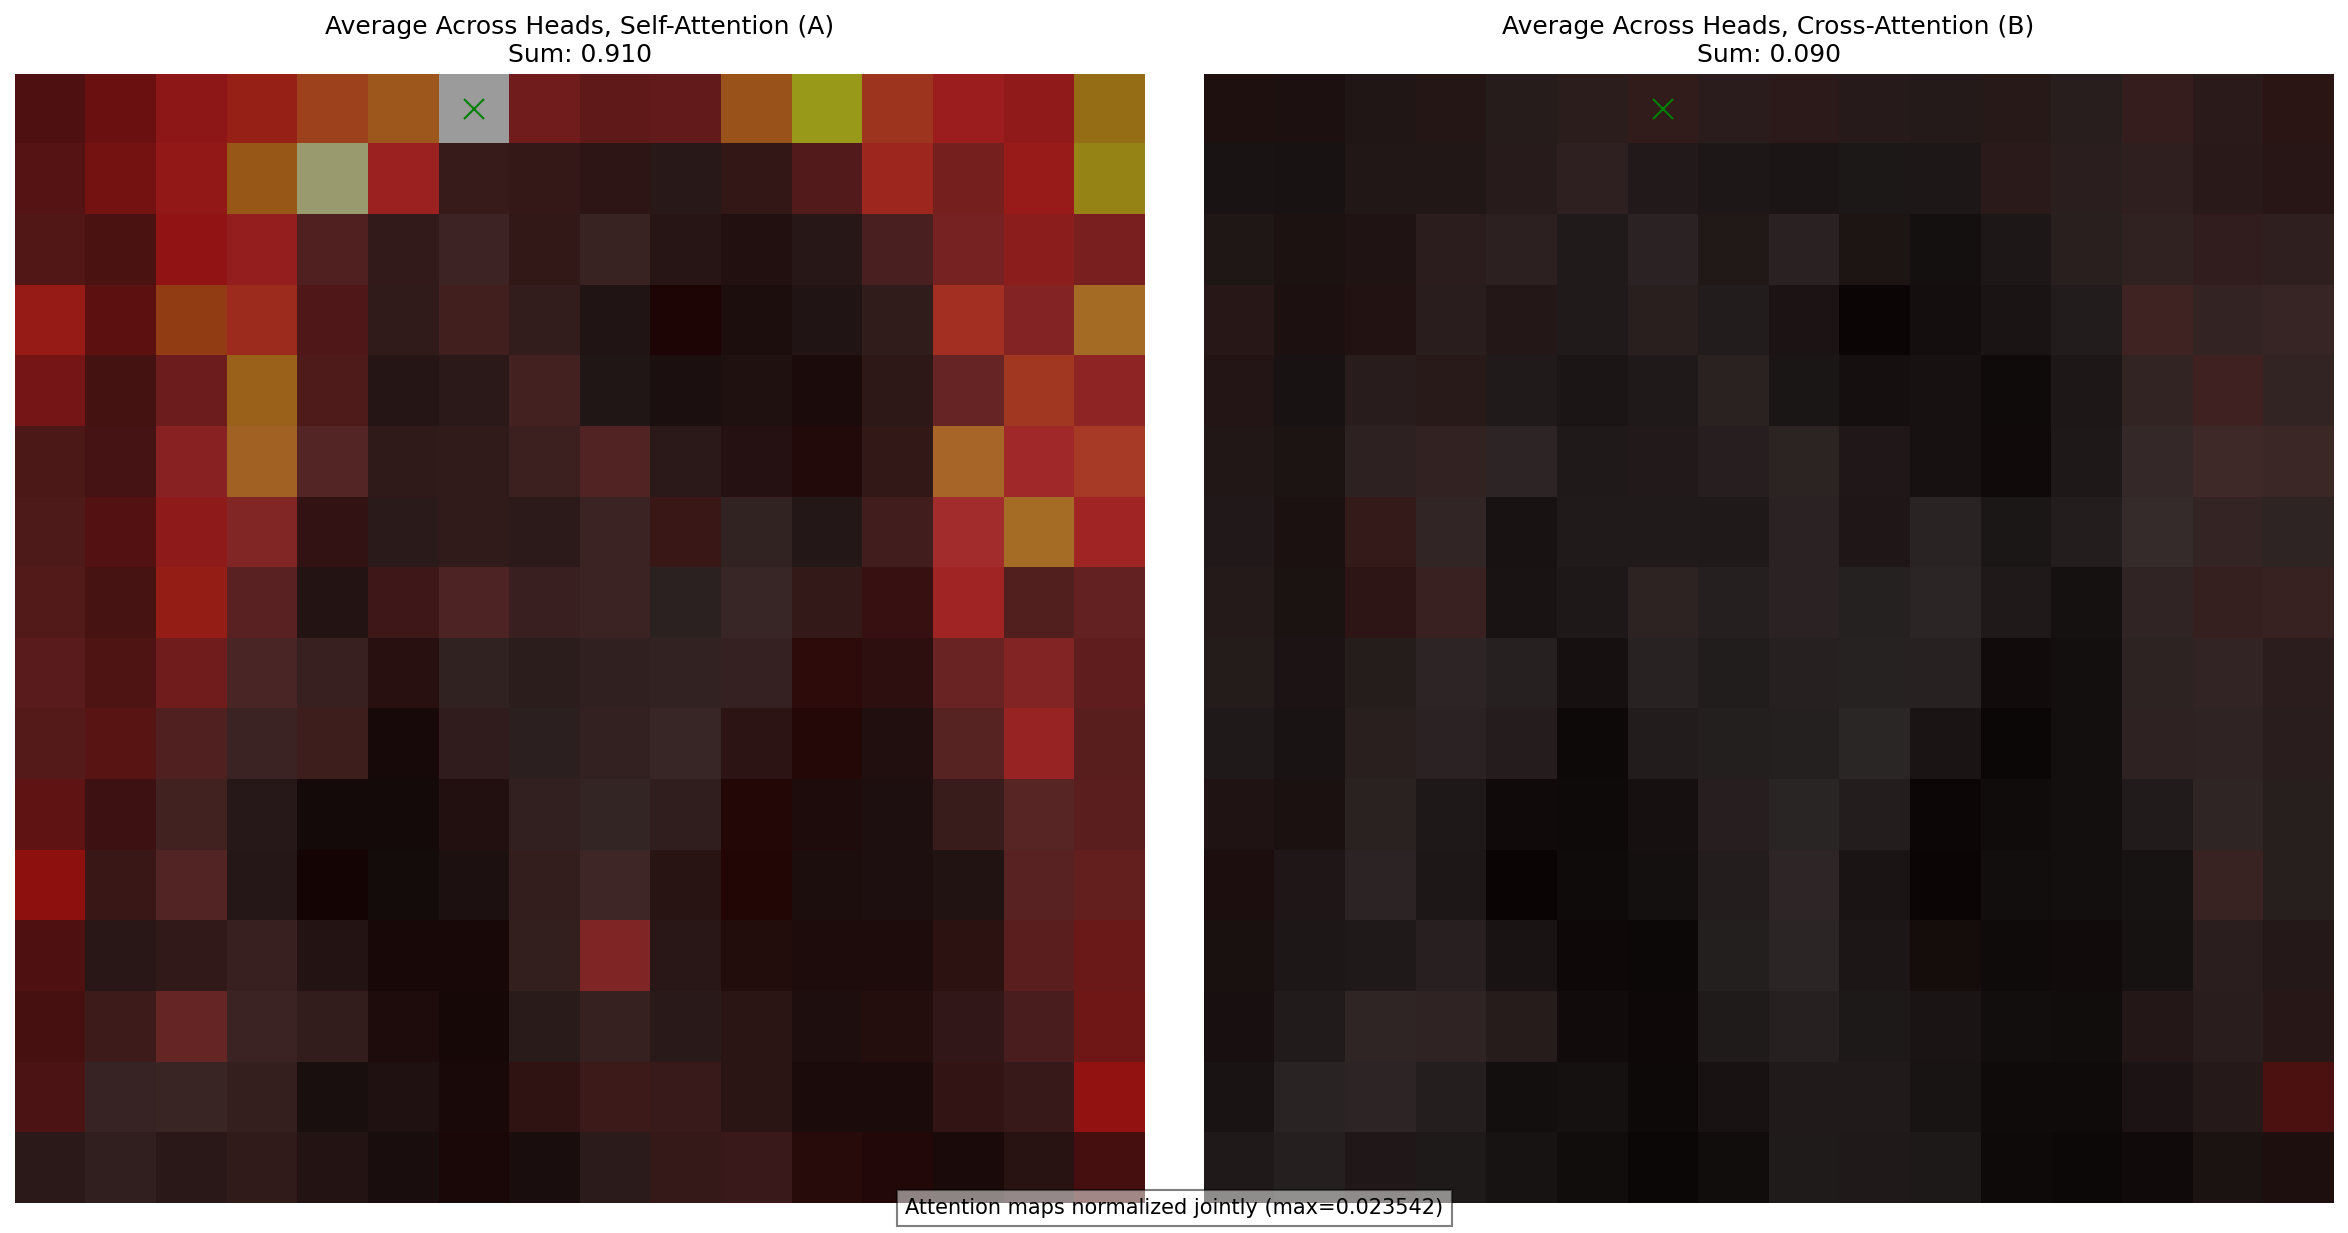 Average Across Heads, Self-Attention (A)
Sum: 0.910
Average Across Heads, Cross-Attention (B)
Sum: 0.090
Attention maps normalized jointly (max=0.023542)